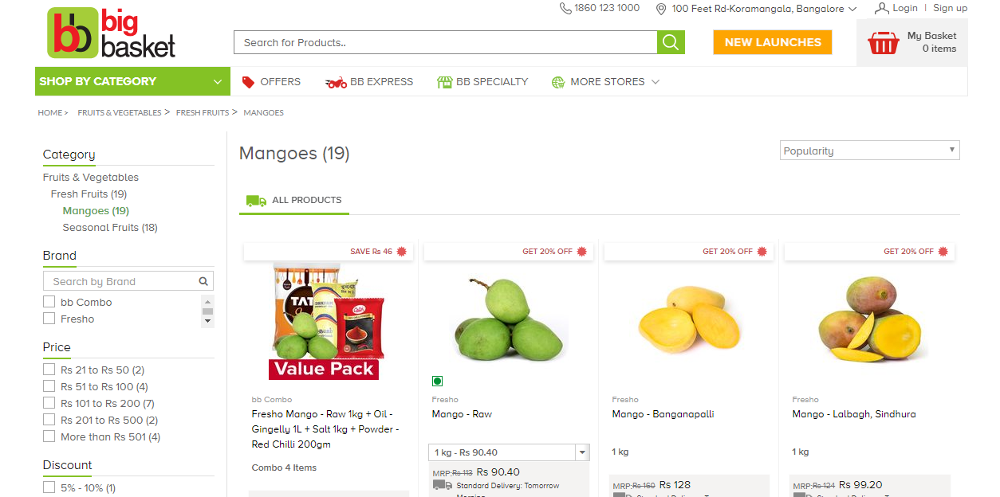 1860 123 1000
100 Feet Rd-Koramangala, Bangalore
Login | Sign up
bb big basket
Search for Products..
NEW LAUNCHES
My Basket
0 items
SHOP BY CATEGORY
OFFERS
BB EXPRESS
BB SPECIALTY
MORE STORES
HOME > FRUITS & VEGETABLES > FRESH FRUITS > MANGOES
Category
Fruits & Vegetables
Fresh Fruits (19)
Mangoes (19)
Seasonal Fruits (18)
Brand
Search by Brand
bb Combo
Fresho
Price
Rs 21 to Rs 50 (2)
Rs 51 to Rs 100 (4)
Rs 101 to Rs 200 (7)
Rs 201 to Rs 500 (2)
More than Rs 501 (4)
Discount
5% - 10% (1)
Mangoes (19)
Popularity
ALL PRODUCTS
SAVE Rs 46
TAT
Value Pack
bb Combo
Fresho Mango - Raw 1kg + Oil -
Gingelly 1L + Salt 1kg + Powder -
Red Chilli 200gm
Combo 4 Items
GET 20% OFF
Fresho
Mango - Raw
1 kg - Rs 90.40
MRP:Rs 113 Rs 90.40
Standard Delivery: Tomorrow
GET 20% OFF
Fresho
Mango - Banganapalli
1 kg
MRP:Rs 160 Rs 128
GET 20% OFF
Fresho
Mango - Lalbagh, Sindhura
1 kg
MRP:Rs 124 Rs 99.20